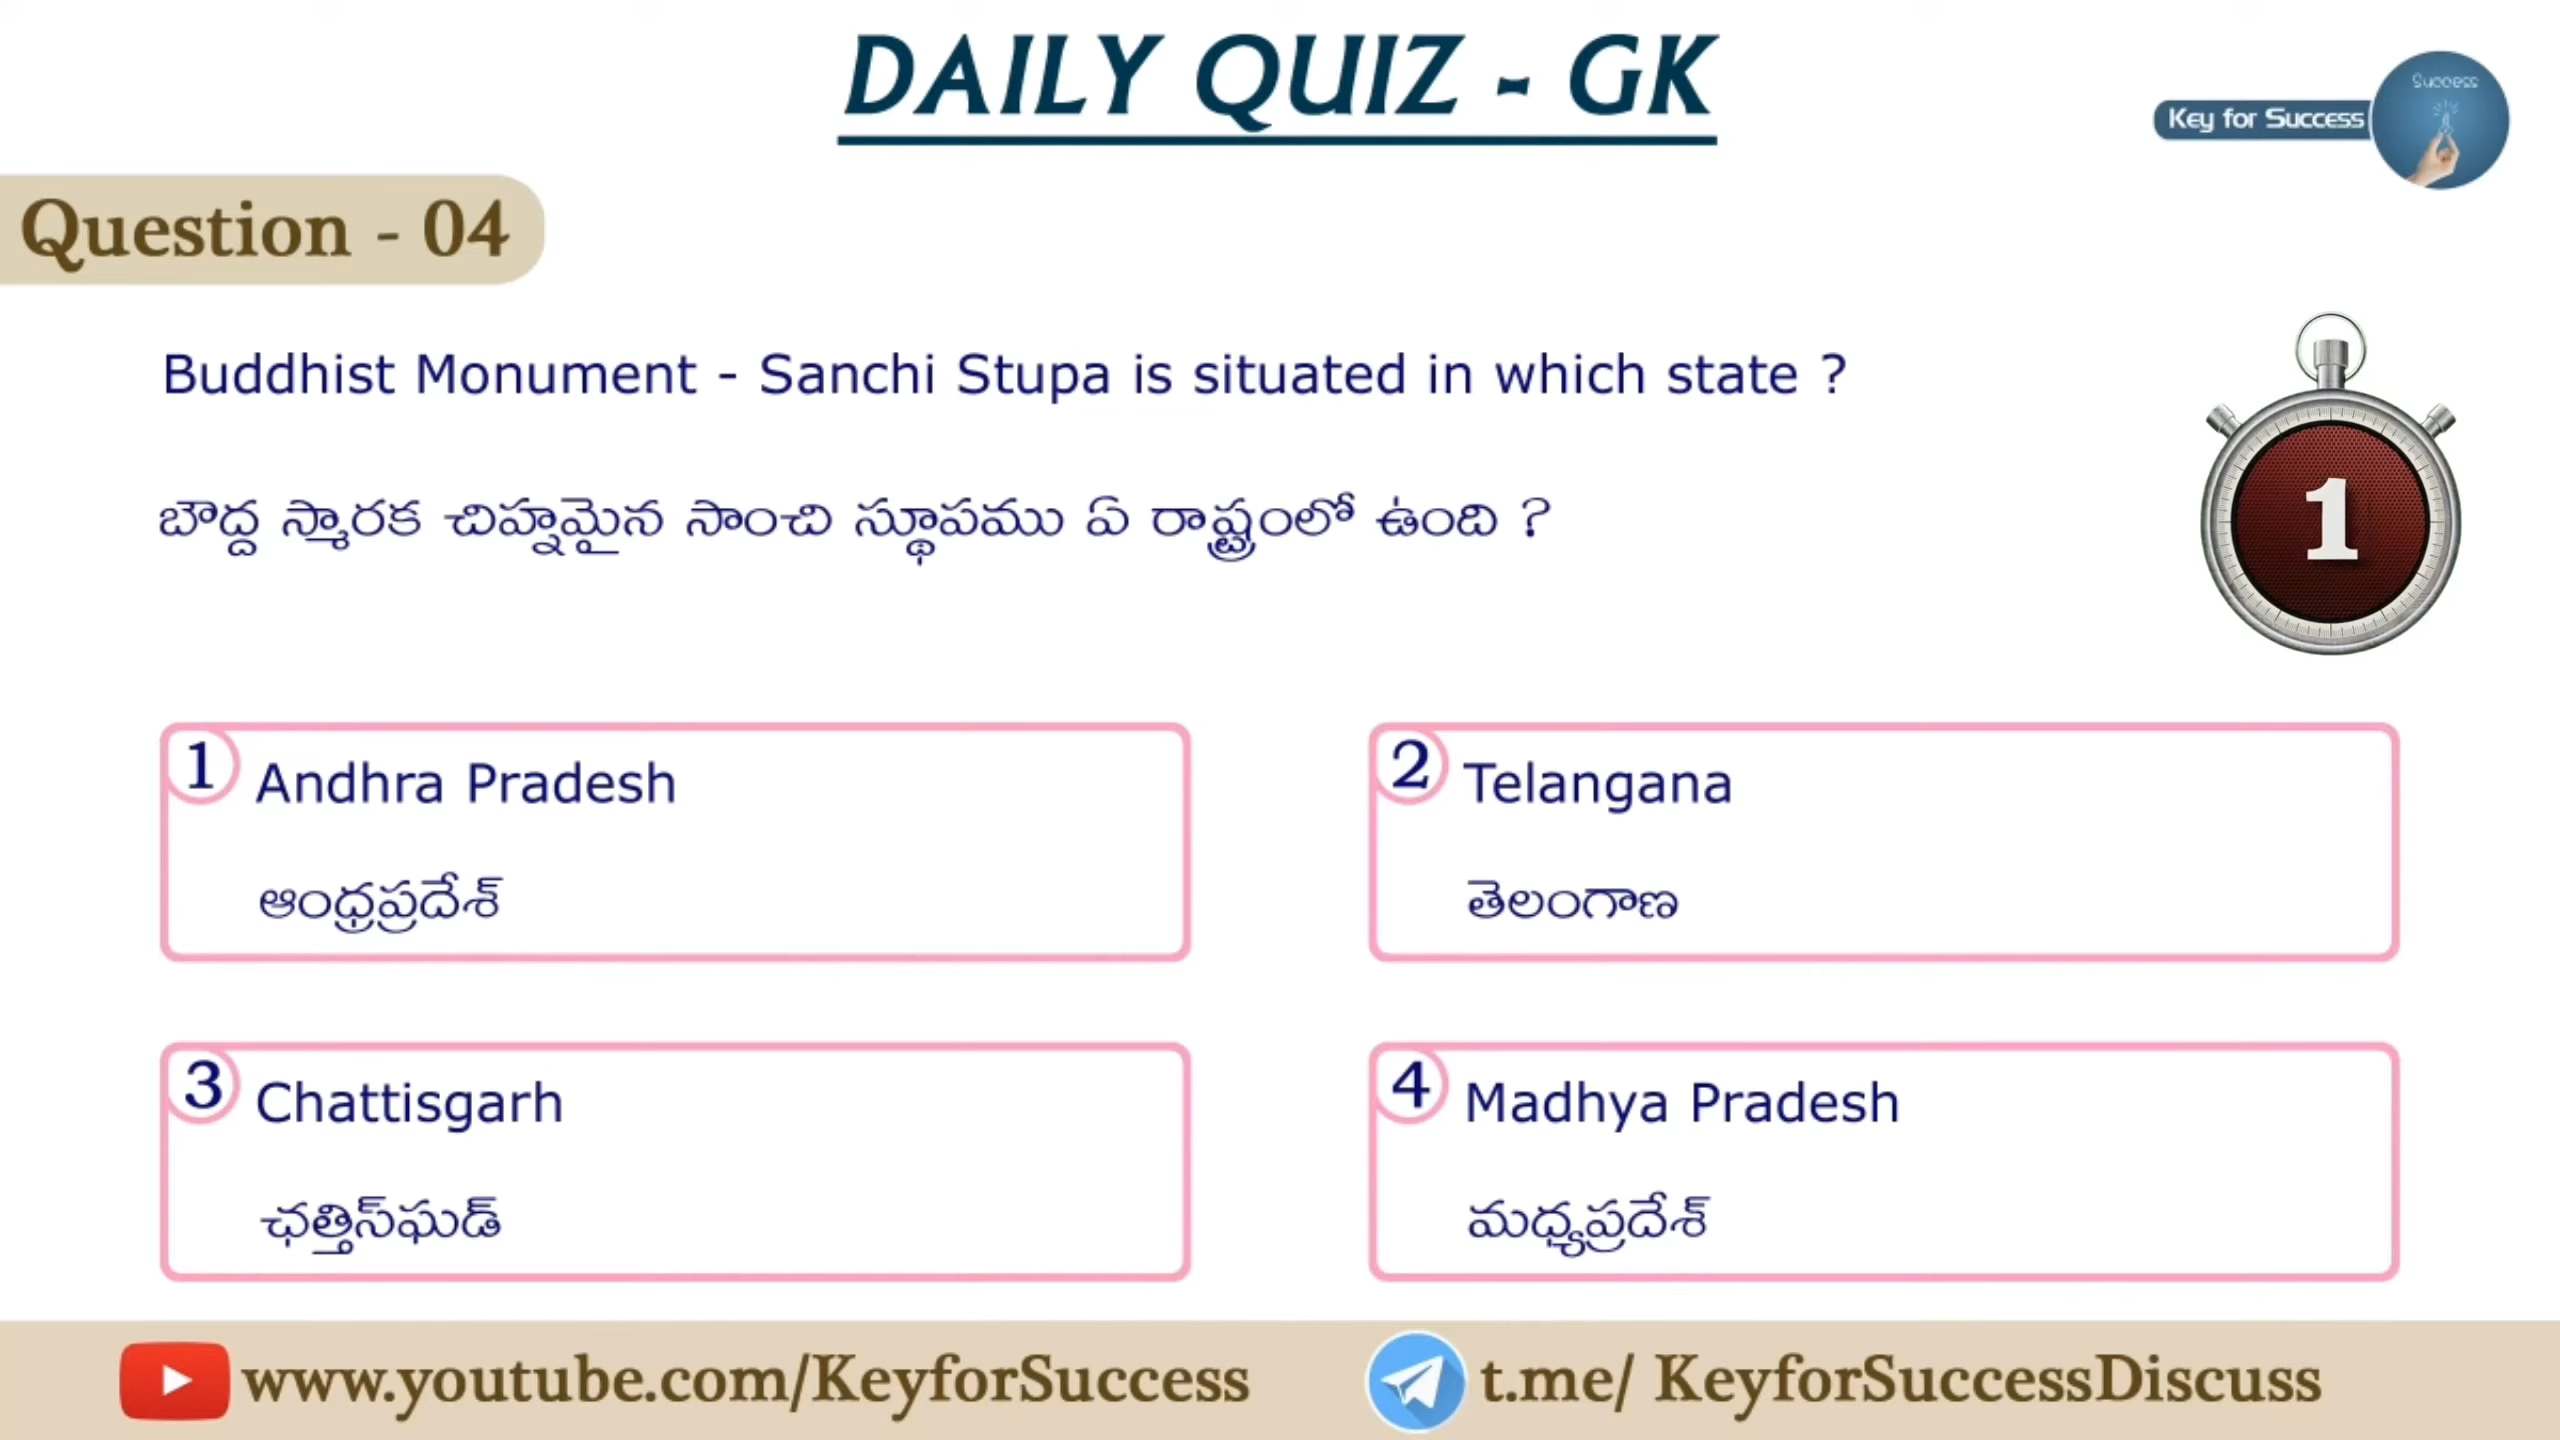 DAILY QUIZ - GK
Success
Key for Success
Question - 04
Buddhist Monument - Sanchi Stupa is situated in which state ?
బౌద్ద స్మారక చిహ్నమైన సాంచి స్థూపము ఏ రాష్ట్రంలో ఉంది ?
1
1 Andhra Pradesh
ఆంధ్రప్రదేశ్
2 Telangana
తెలంగాణ
3 Chattisgarh
ఛత్తిస్‌ఘడ్
4 Madhya Pradesh
మధ్యప్రదేశ్
www.youtube.com/KeyforSuccess
t.me/ KeyforSuccessDiscuss